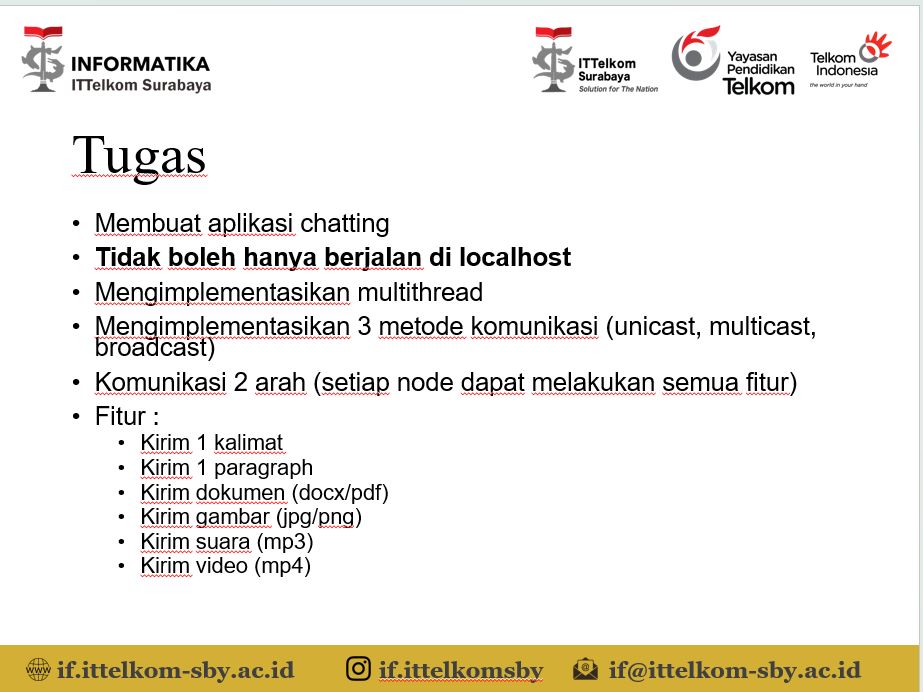 INFORMATIKA
ITTelkom Surabaya
ITTelkom
Surabaya
Solution for The Nation
Yayasan
Pendidikan
Telkom
Telkom
Indonesia
the world in your hand
Tugas
• Membuat aplikasi chatting
• Tidak boleh hanya berjalan di localhost
• Mengimplementasikan multithread
• Mengimplementasikan 3 metode komunikasi (unicast, multicast,
broadcast)
• Komunikasi 2 arah (setiap node dapat melakukan semua fitur)
• Fitur :
• Kirim 1 kalimat
• Kirim 1 paragraph
• Kirim dokumen (docx/pdf)
• Kirim gambar (jpg/png)
• Kirim suara (mp3)
• Kirim video (mp4)
www if.ittelkom-sby.ac.id
if.ittelkomsby
@ if@ittelkom-sby.ac.id